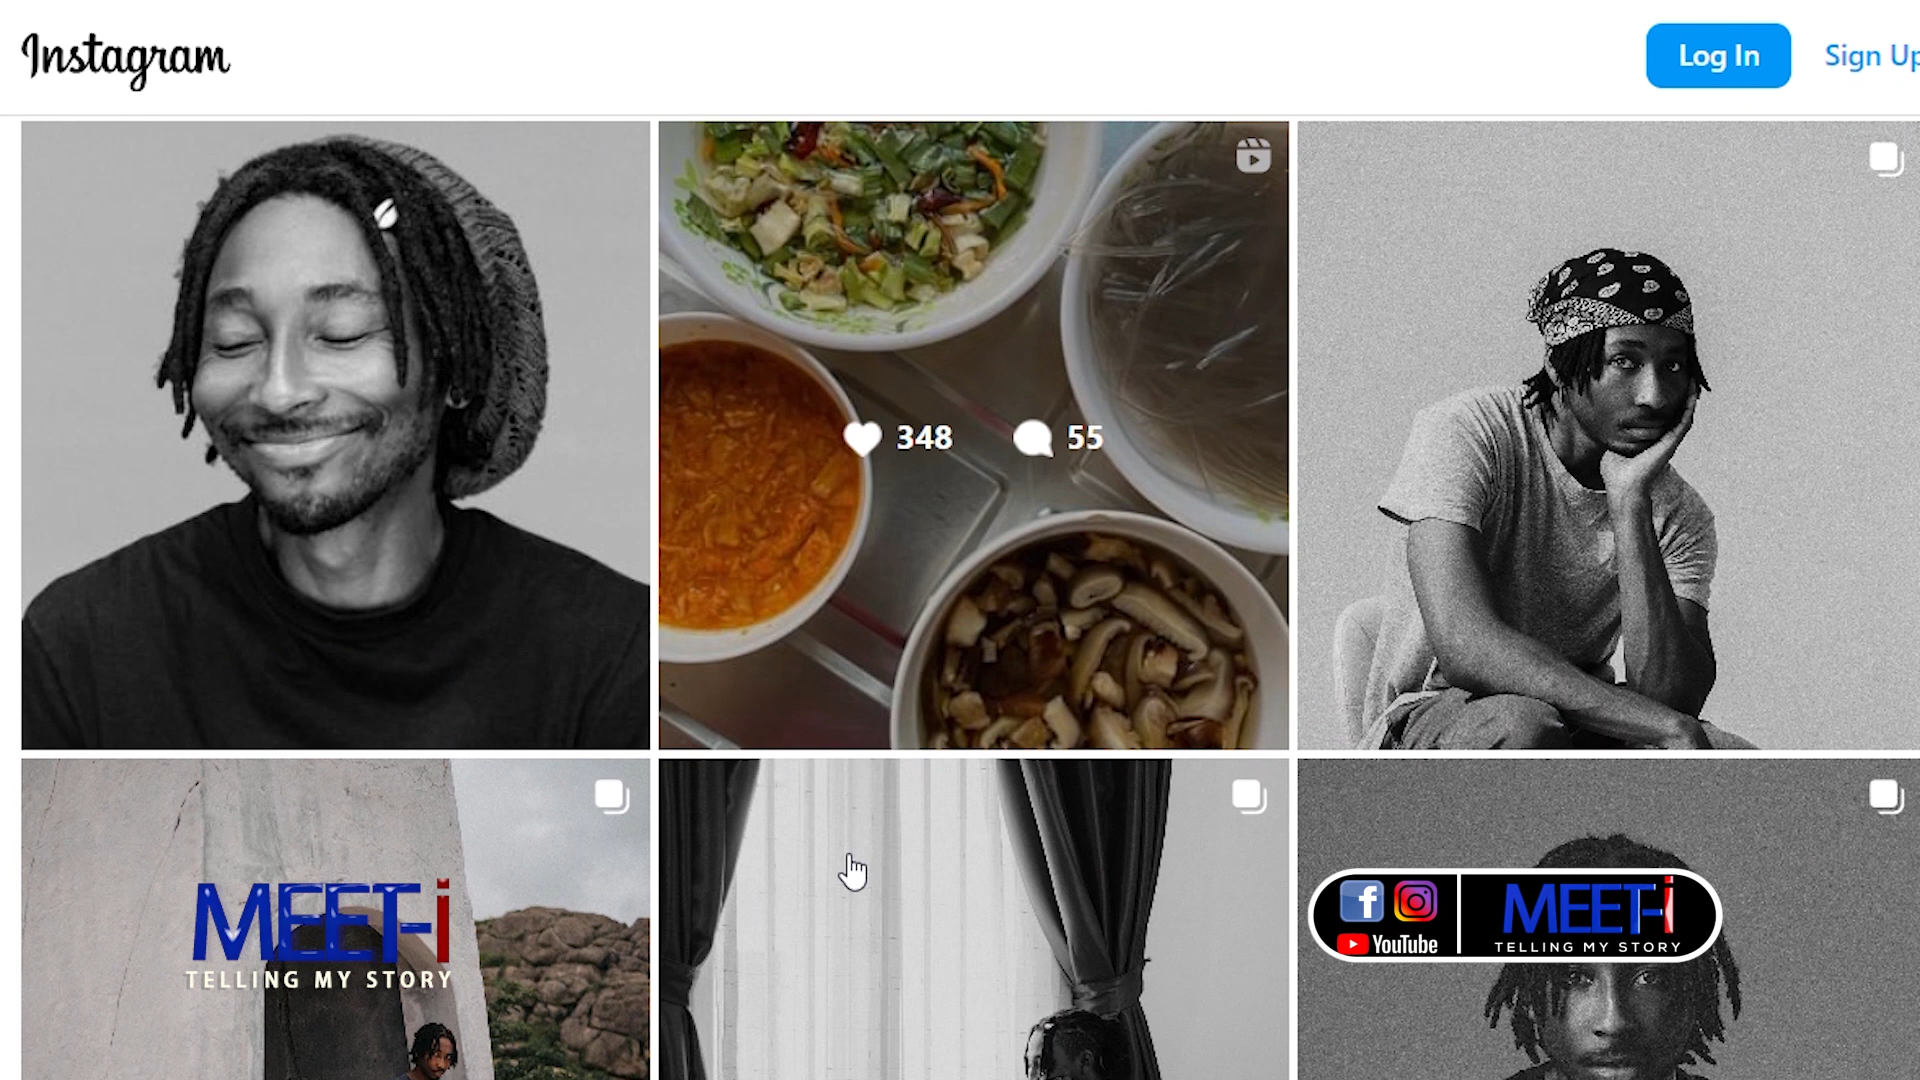 Instagram
Log In
Sign Up
348
55
MEET-i
TELLING MY STORY
f
YouTube
MEET-i
TELLING MY STORY